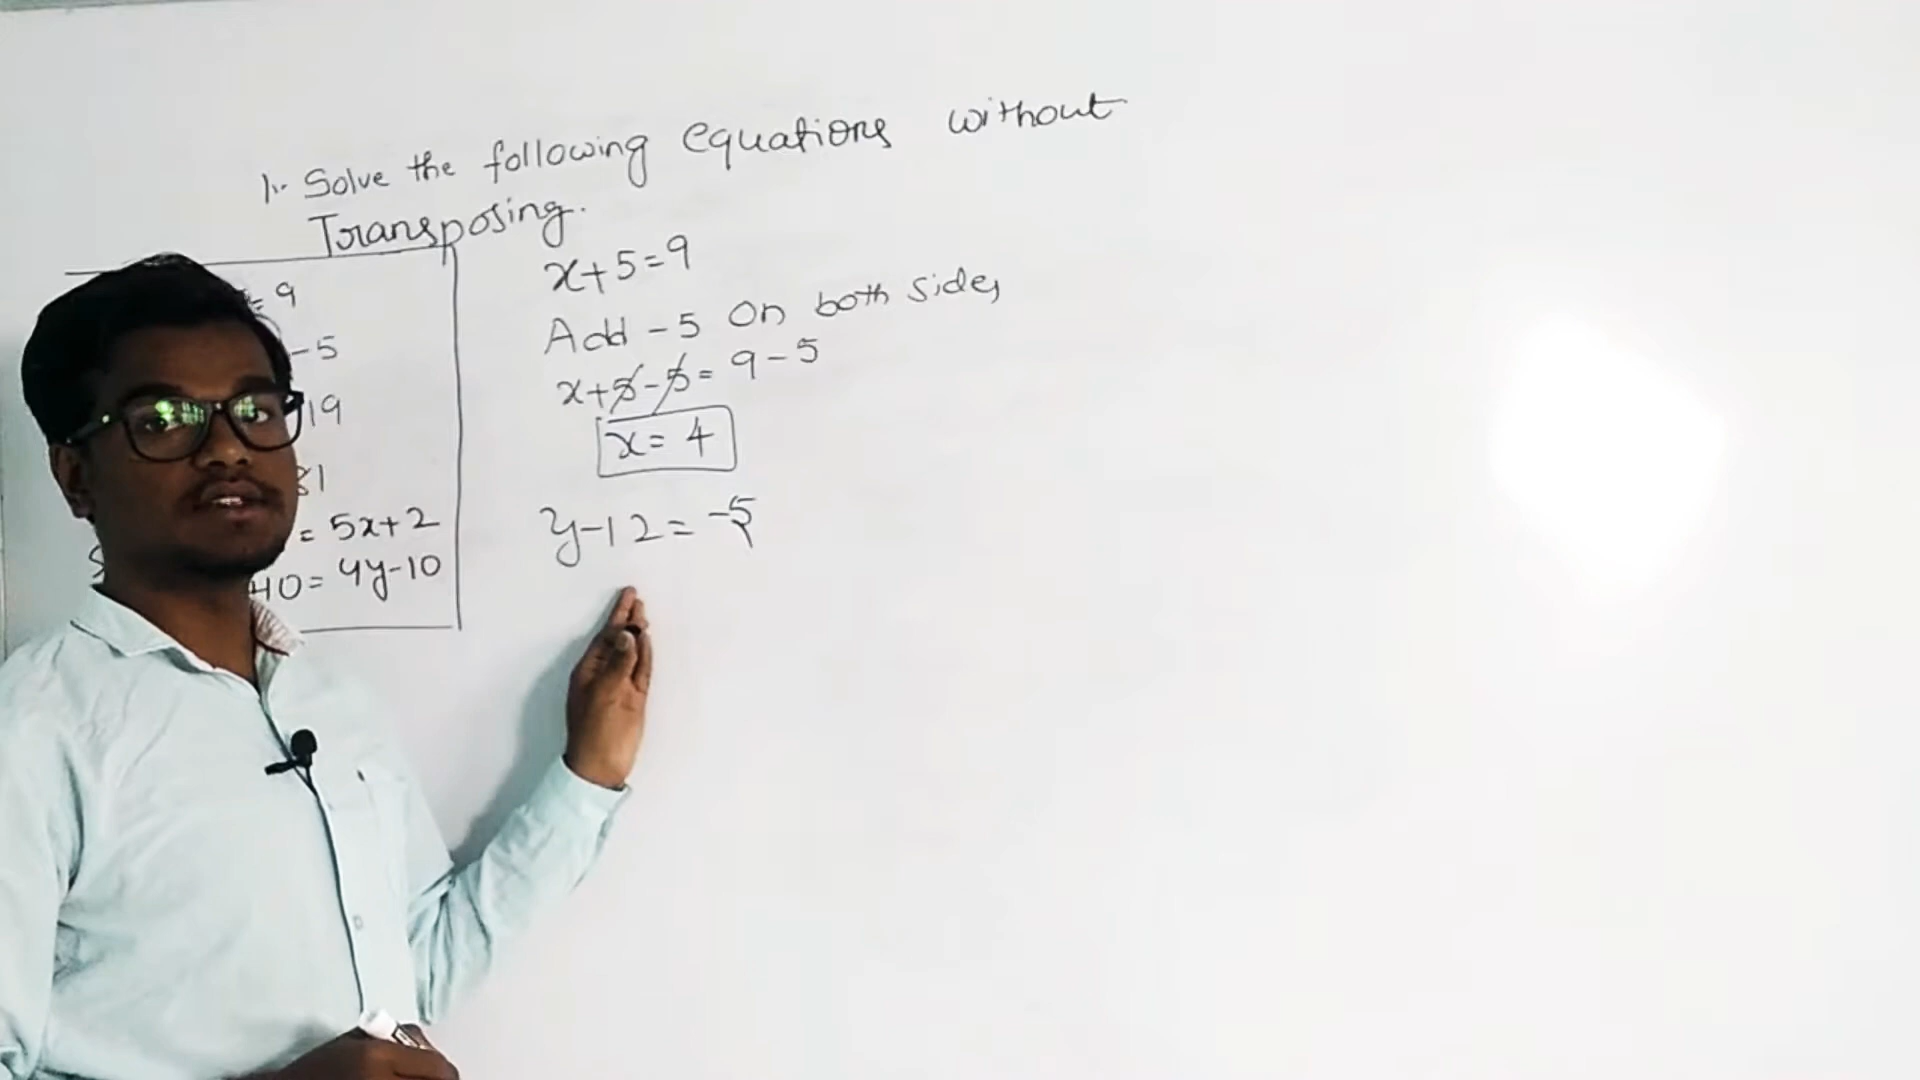 1. Solve the following equations without
Transposing.
= 9
-5
19
81
= 5x+2
40= 4y-10
x+5=9
Add -5 on both sides
x+5-5= 9-5
x= 4
y-12= -5